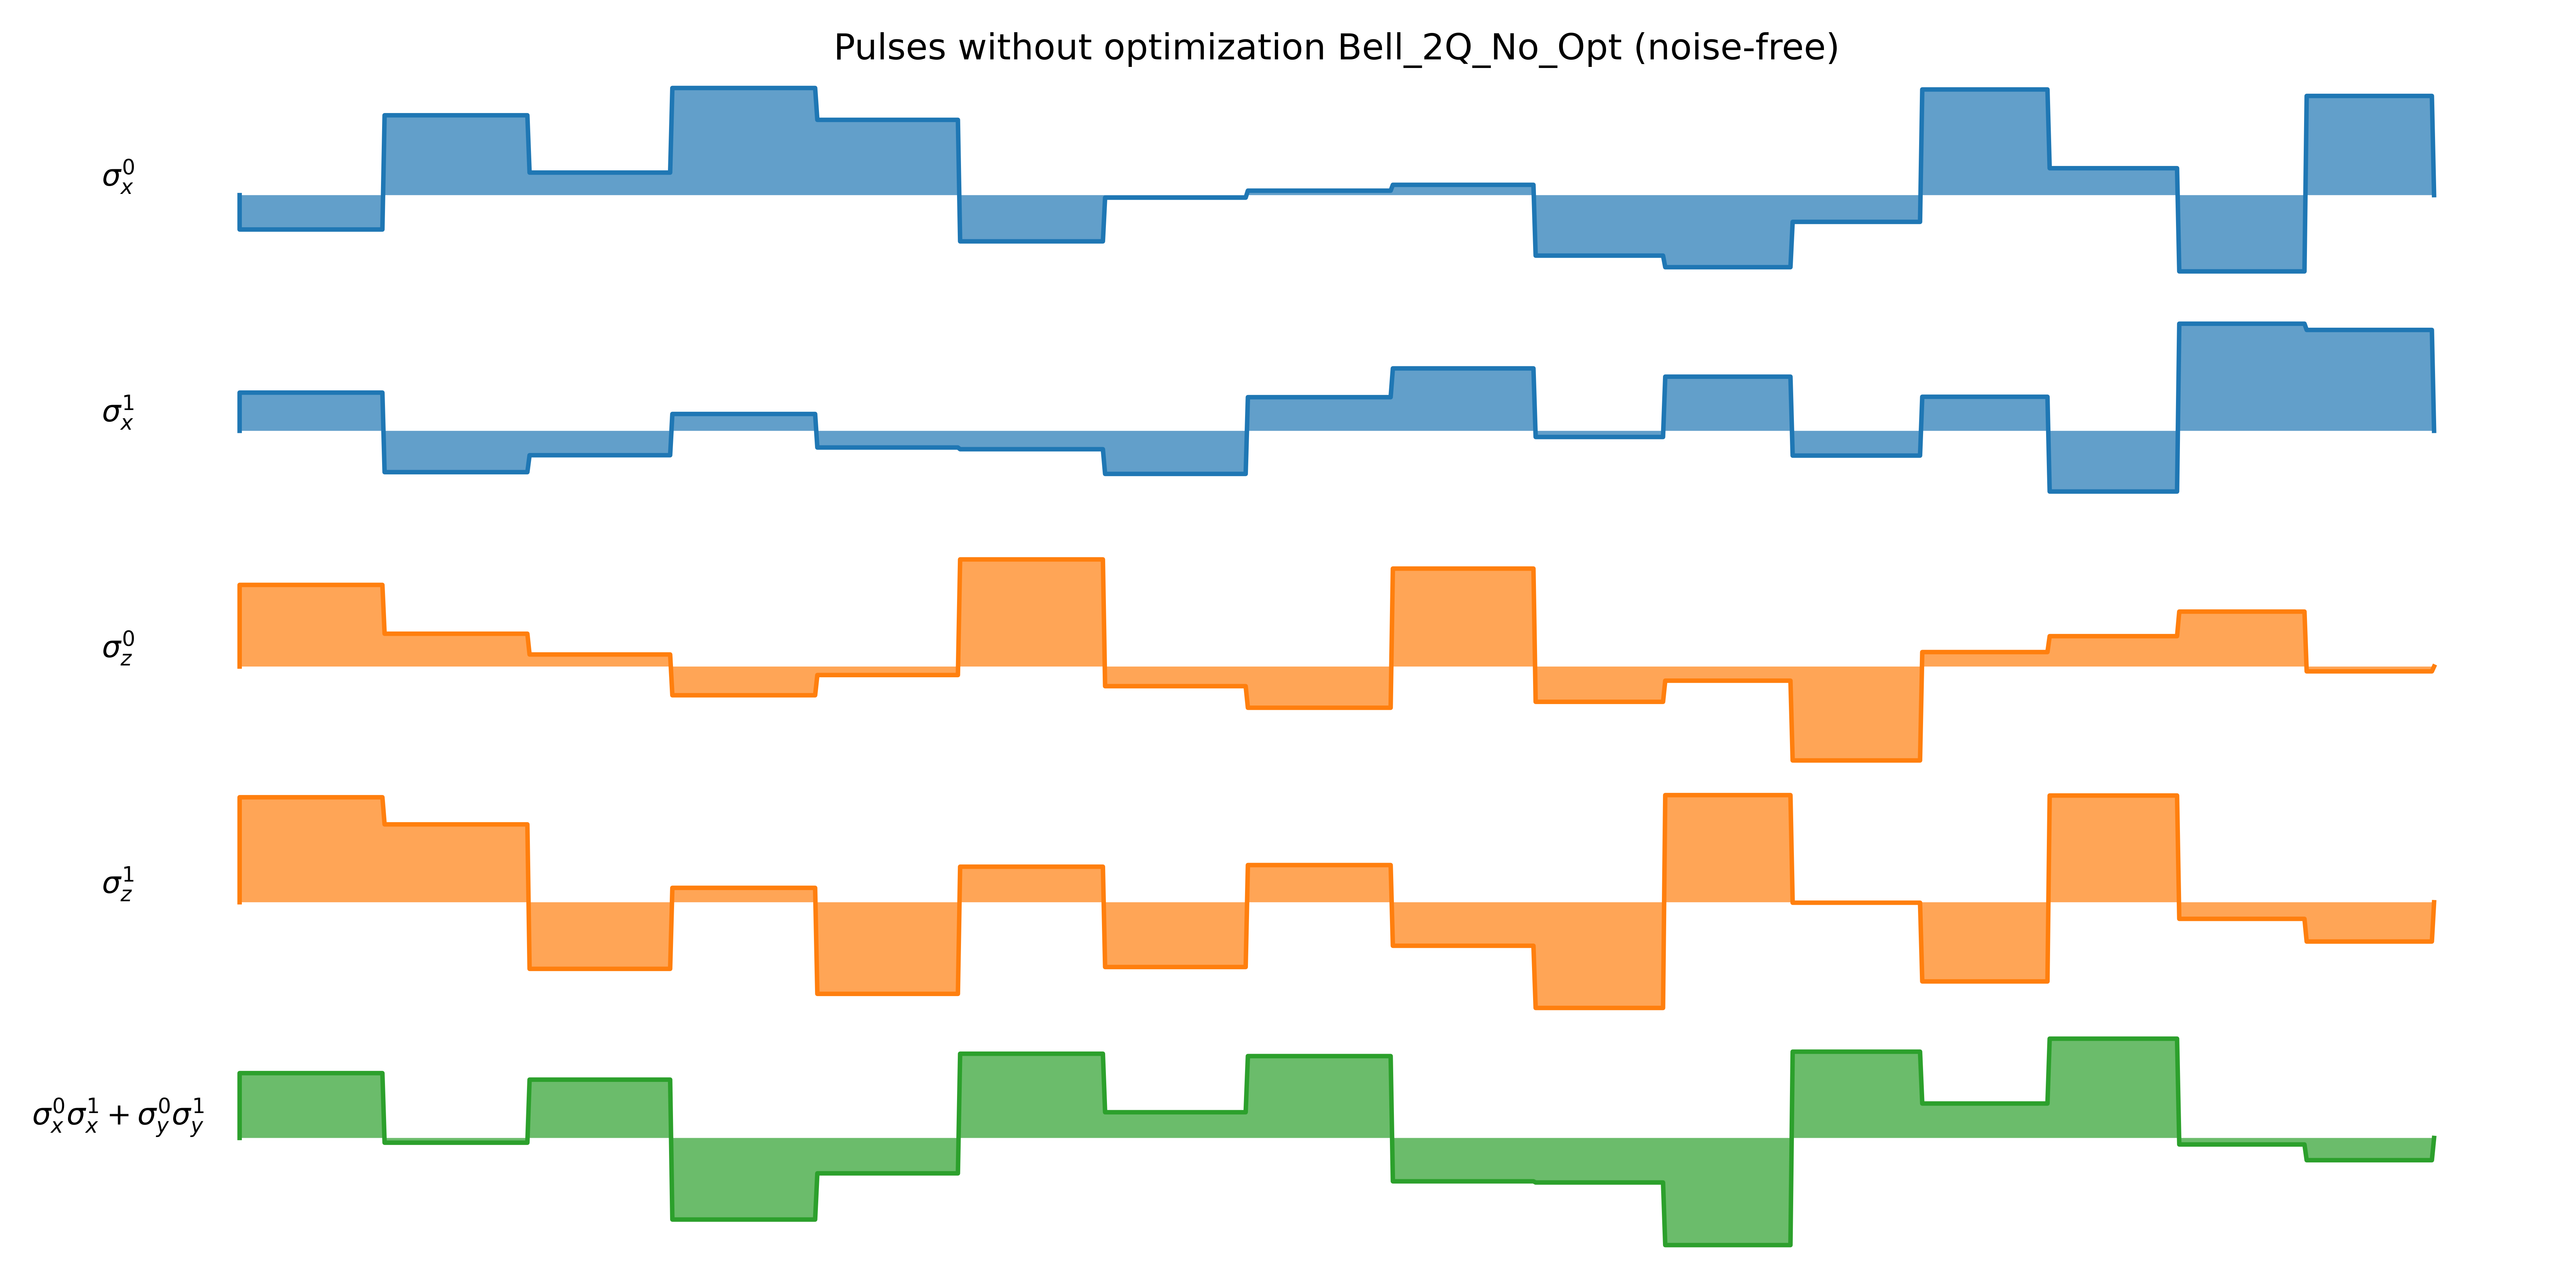 Pulses without optimization Bell_2Q_No_Opt (noise-free)
σ_x^0
σ_x^1
σ_z^0
σ_z^1
σ_x^0σ_x^1 + σ_y^0σ_y^1